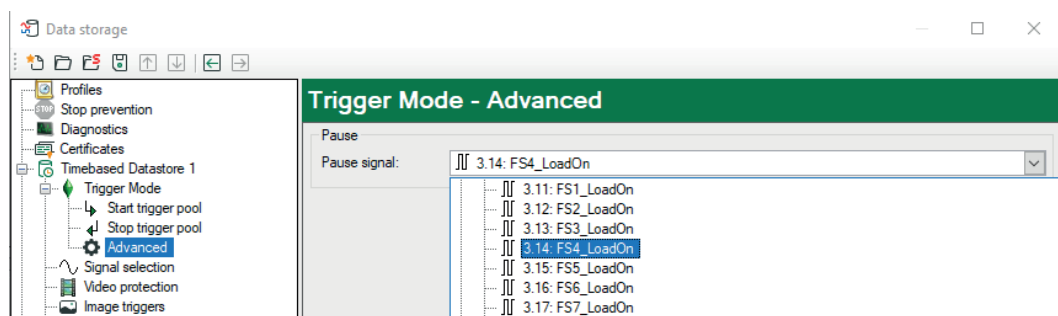 Data storage
Profiles
STOP Stop prevention
Diagnostics
Certificates
Timebased Datastore 1
Trigger Mode
Start trigger pool
Stop trigger pool
Advanced
Signal selection
Video protection
Image triggers
Trigger Mode - Advanced
Pause
Pause signal: 3.14: FS4_LoadOn
3.11: FS1_LoadOn
3.12: FS2_LoadOn
3.13: FS3_LoadOn
3.14: FS4_LoadOn
3.15: FS5_LoadOn
3.16: FS6_LoadOn
3.17: FS7_LoadOn